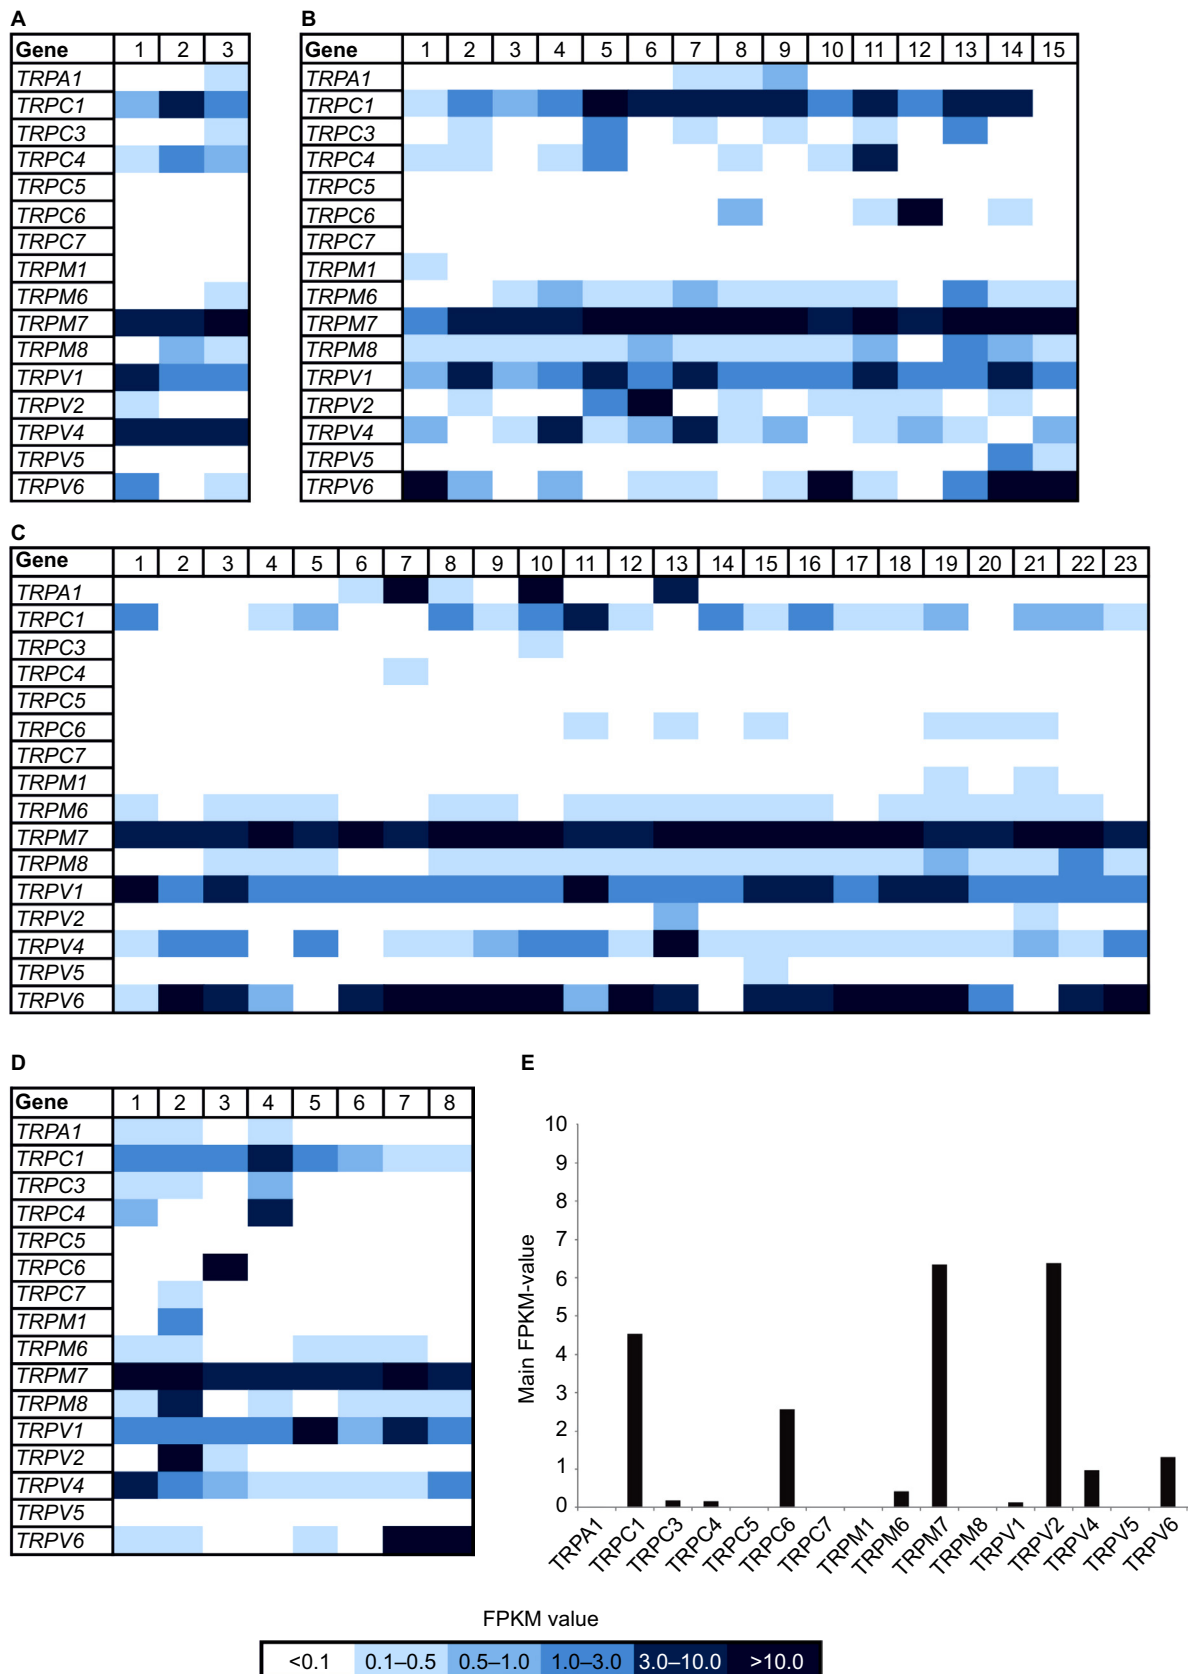 A
Gene 1 2 3
TRPA1
TRPC1
TRPC3
TRPC4
TRPC5
TRPC6
TRPC7
TRPM1
TRPM6
TRPM7
TRPM8
TRPV1
TRPV2
TRPV4
TRPV5
TRPV6
B
Gene 1 2 3 4 5 6 7 8 9 10 11 12 13 14 15
TRPA1
TRPC1
TRPC3
TRPC4
TRPC5
TRPC6
TRPC7
TRPM1
TRPM6
TRPM7
TRPM8
TRPV1
TRPV2
TRPV4
TRPV5
TRPV6
C
Gene 1 2 3 4 5 6 7 8 9 10 11 12 13 14 15 16 17 18 19 20 21 22 23
TRPA1
TRPC1
TRPC3
TRPC4
TRPC5
TRPC6
TRPC7
TRPM1
TRPM6
TRPM7
TRPM8
TRPV1
TRPV2
TRPV4
TRPV5
TRPV6
D
Gene 1 2 3 4 5 6 7 8
TRPA1
TRPC1
TRPC3
TRPC4
TRPC5
TRPC6
TRPC7
TRPM1
TRPM6
TRPM7
TRPM8
TRPV1
TRPV2
TRPV4
TRPV5
TRPV6
E
Main FPKM-value
10
9
8
7
6
5
4
3
2
1
0
TRPA1
TRPC1
TRPC3
TRPC4
TRPC5
TRPC6
TRPC7
TRPM1
TRPM6
TRPM7
TRPM8
TRPV1
TRPV2
TRPV4
TRPV5
TRPV6
FPKM value
<0.1 0.1–0.5 0.5–1.0 1.0–3.0 3.0–10.0 >10.0